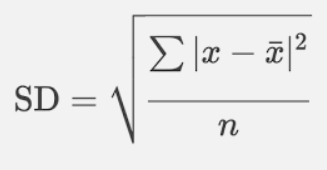 SD = √(∑ |x − x̄|² / n)